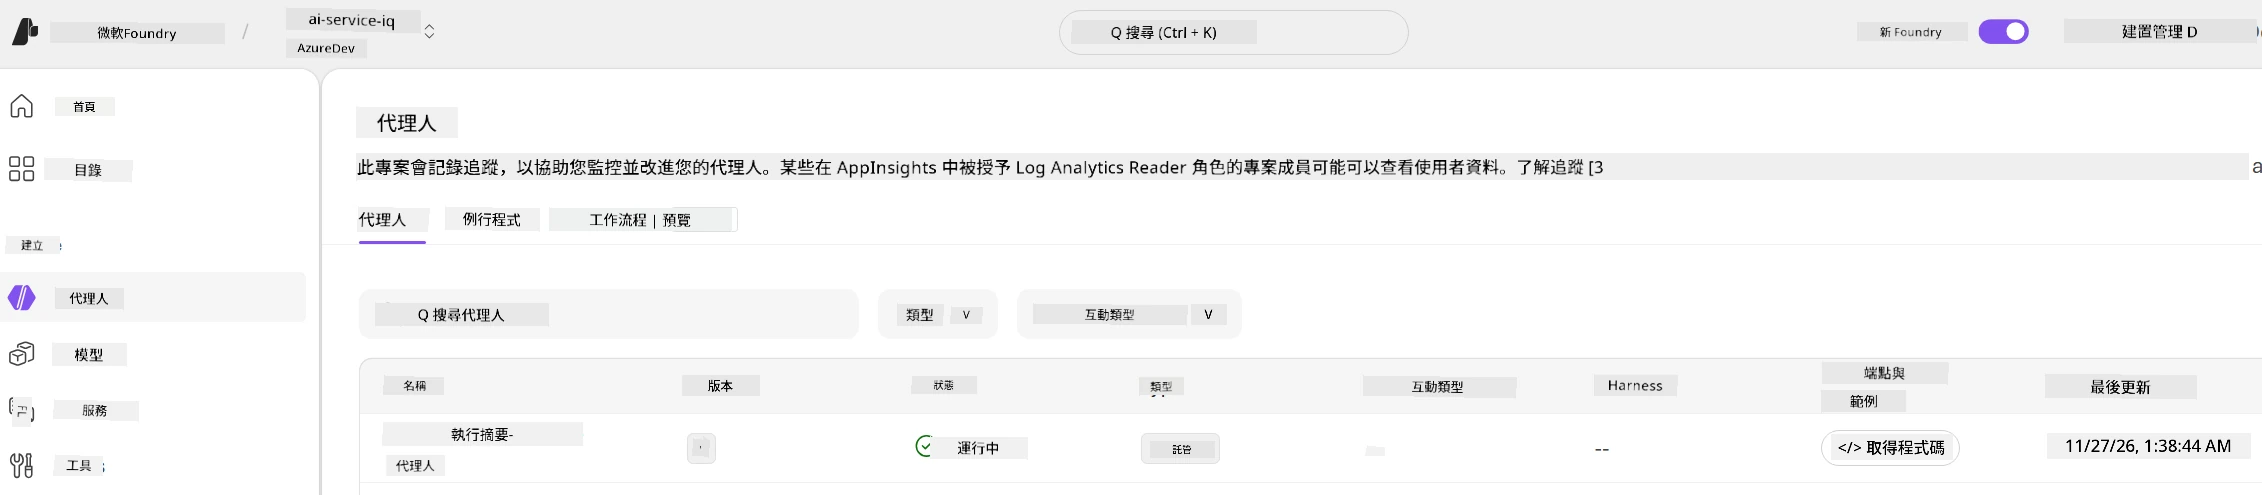 微軟Foundry
/
ai-service-iq
AzureDev
Q 搜尋 (Ctrl + K)
新 Foundry
建置管理 D
首頁
目錄
建立
代理人
模型
服務
工具
代理人
此專案會記錄追蹤，以協助您監控並改進您的代理人。某些在 AppInsights 中被授予 Log Analytics Reader 角色的專案成員可能可以查看使用者資料。了解追蹤 [3
代理人 例行程式 工作流程 | 預覽
Q 搜尋代理人
類型 V
互動類型 V
名稱 版本 狀態 類型 互動類型 Harness 端點與
範例 最後更新
執行摘要-
代理人
運行中 託管 -- </> 取得程式碼 11/27/26, 1:38:44 AM